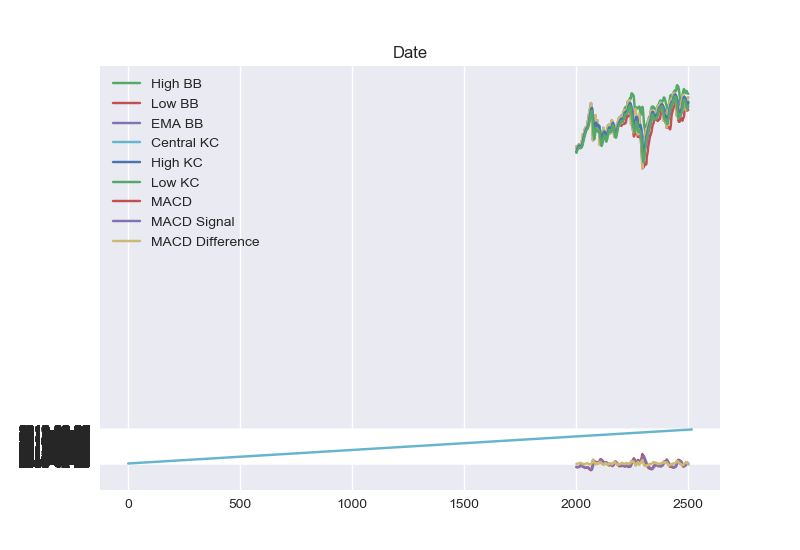 Date
High BB
Low BB
EMA BB
Central KC
High KC
Low KC
MACD
MACD Signal
MACD Difference
0 500 1000 1500 2000 2500